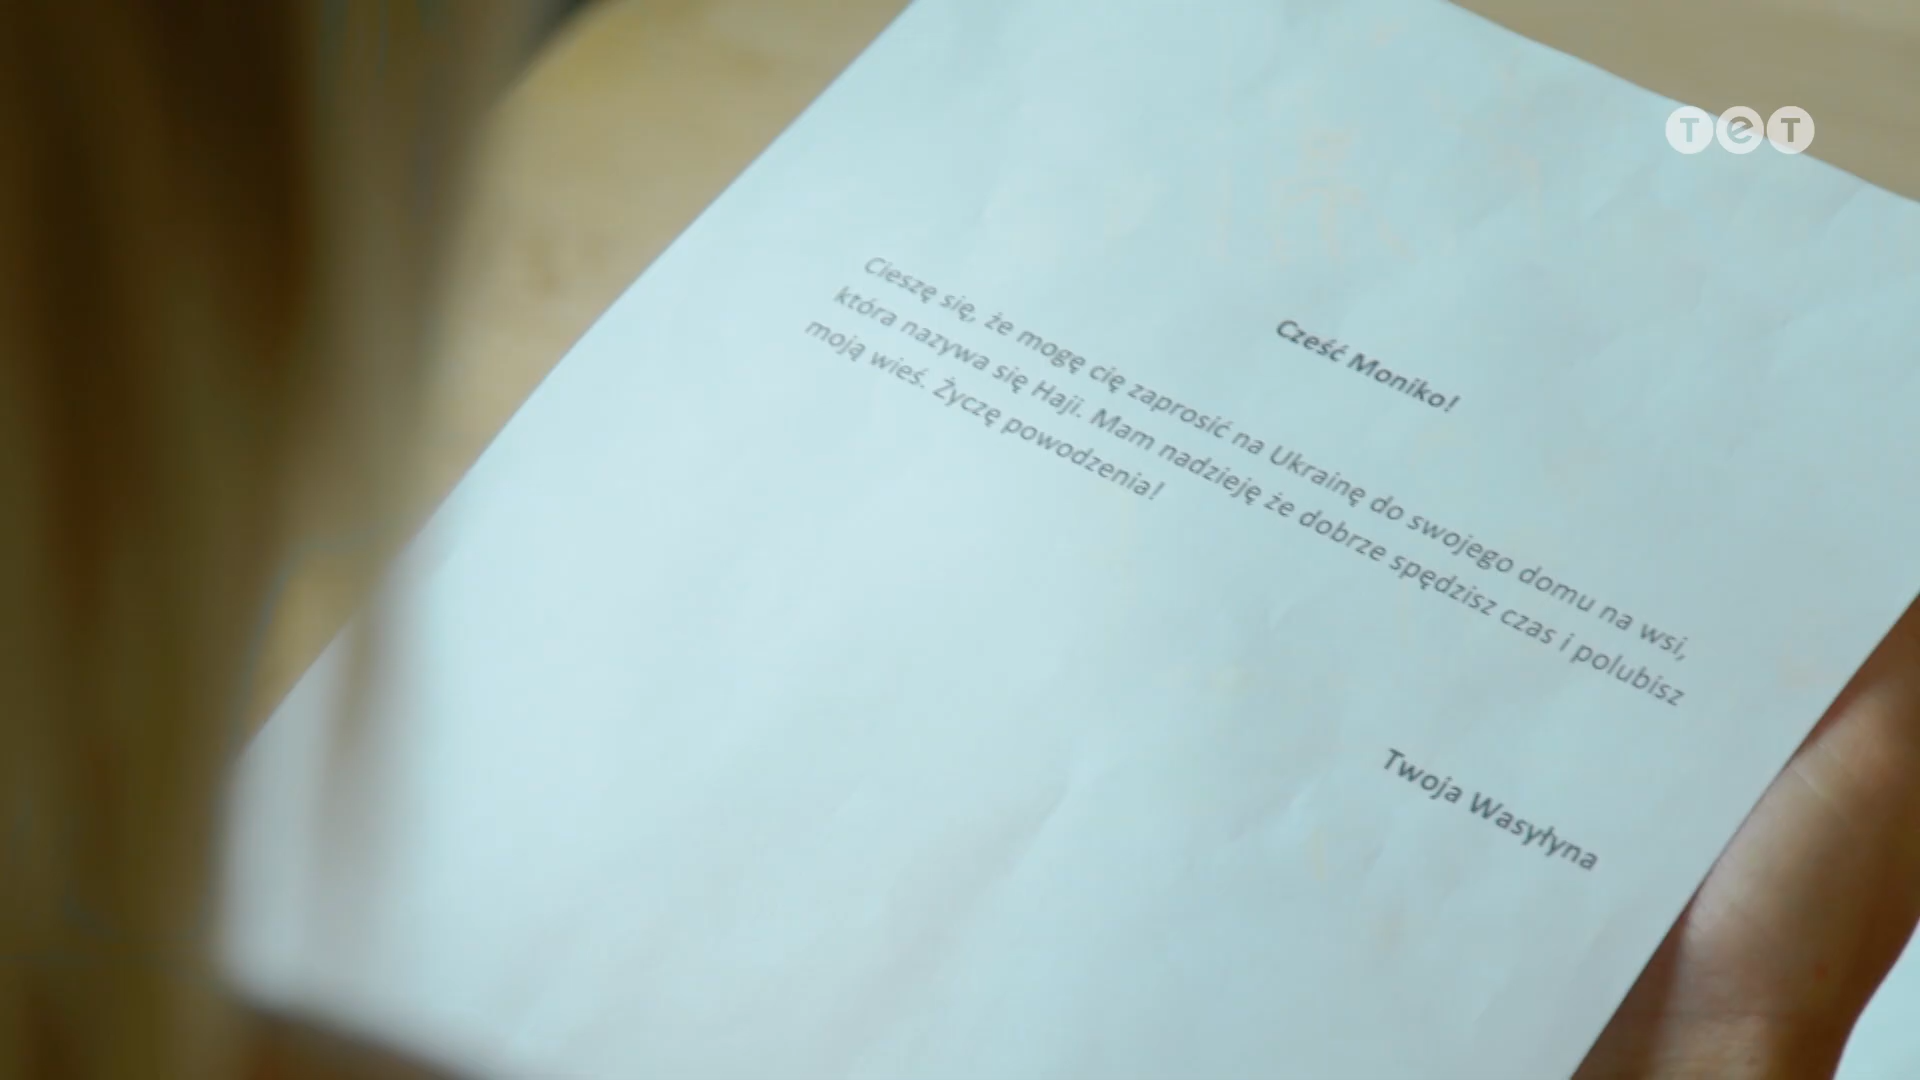 TET
Cześć Moniko!
Cieszę się, że mogę cię zaprosić na Ukrainę do swojego domu na wsi,
która nazywa się Haji. Mam nadzieję że dobrze spędzisz czas i polubisz
moją wieś. Życzę powodzenia!
Twoja Wasyłyna